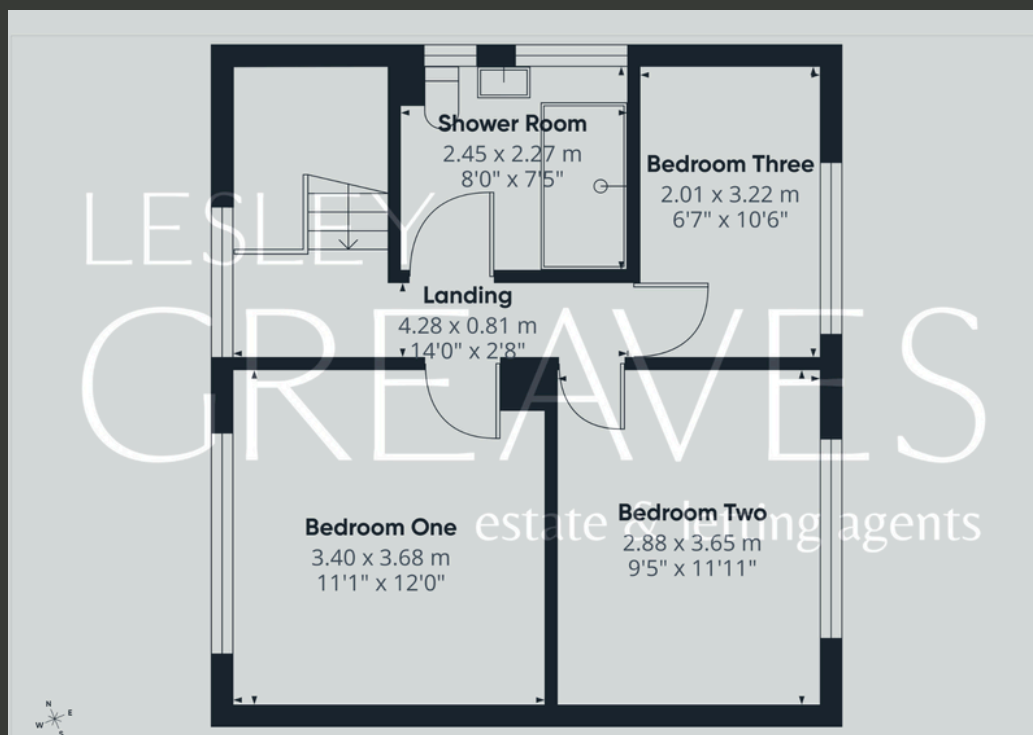 Shower Room
2.45 x 2.27 m
8'0" x 7'5"
Bedroom Three
2.01 x 3.22 m
6'7" x 10'6"
LESLEY
GREAVES
estate & letting agents
Landing
4.28 x 0.81 m
14'0" x 2'8"
Bedroom One
3.40 x 3.68 m
11'1" x 12'0"
Bedroom Two
2.88 x 3.65 m
9'5" x 11'11"
N
W E
S